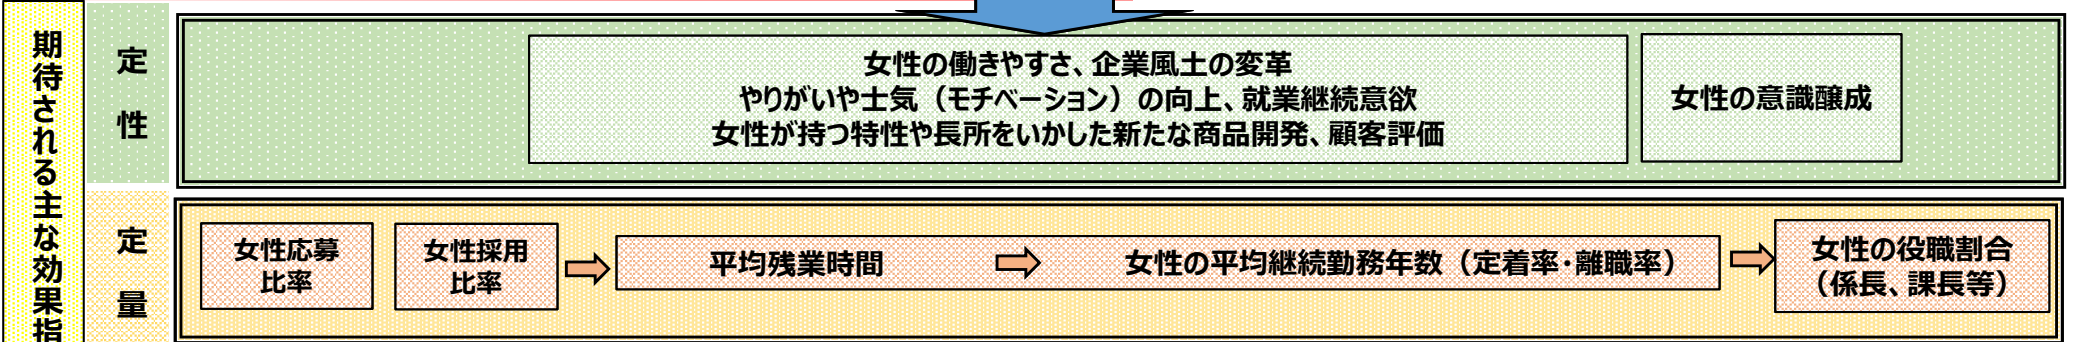 期待される主な効果指
定性
女性の働きやすさ、企業風土の変革
やりがいや士気（モチベーション）の向上、就業継続意欲
女性が持つ特性や長所をいかした新たな商品開発、顧客評価
女性の意識醸成
定量
女性応募
比率
女性採用
比率
平均残業時間
女性の平均継続勤務年数（定着率・離職率）
女性の役職割合
（係長、課長等）